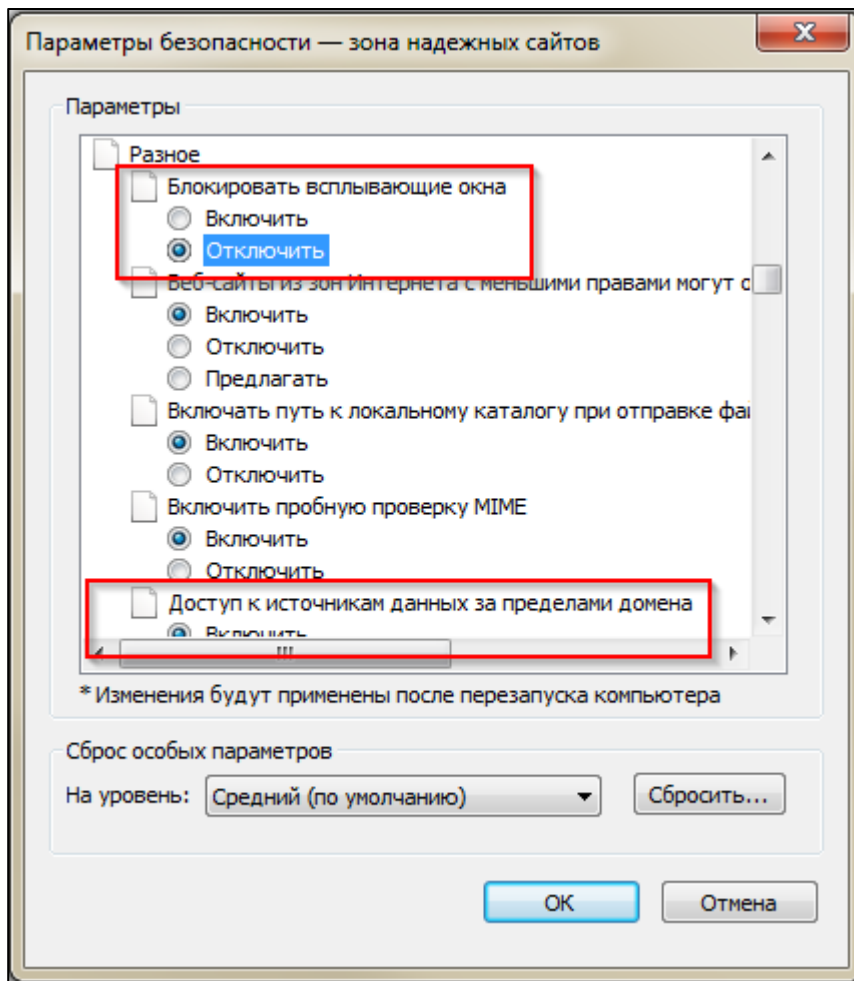 Параметры безопасности — зона надежных сайтов
Параметры
Разное
Блокировать всплывающие окна
Включить
Отключить
Веб-сайты из зон Интернета с меньшими правами могут о
Включить
Отключить
Предлагать
Включать путь к локальному каталогу при отправке фай
Включить
Отключить
Включить пробную проверку MIME
Включить
Отключить
Доступ к источникам данных за пределами домена
Включить
*Изменения будут применены после перезапуска компьютера
Сброс особых параметров
На уровень: Средний (по умолчанию) Сбросить...
ОК Отмена